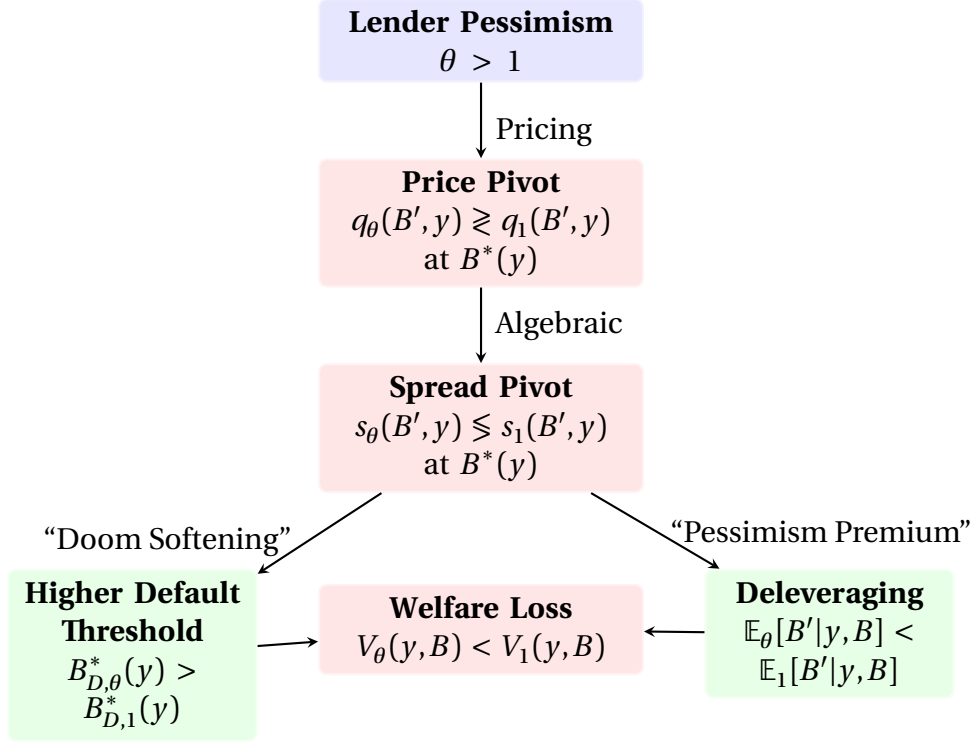 Lender Pessimism
θ > 1
Pricing
Price Pivot
q_θ(B′, y) ≷ q_1(B′, y)
at B*(y)
Algebraic
Spread Pivot
s_θ(B′, y) ≶ s_1(B′, y)
at B*(y)
“Doom Softening”
“Pessimism Premium”
Higher Default
Threshold
B*_{D,θ}(y) >
B*_{D,1}(y)
Welfare Loss
V_θ(y, B) < V_1(y, B)
Deleveraging
𝔼_θ[B′|y, B] <
𝔼_1[B′|y, B]